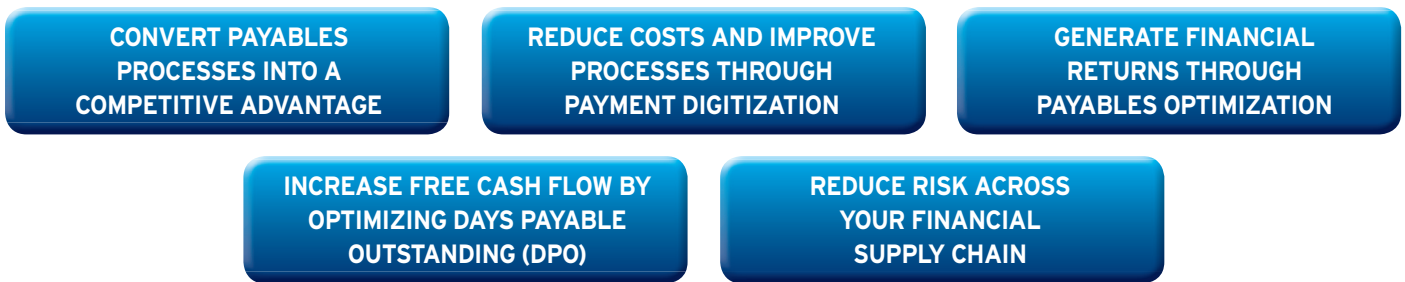 CONVERT PAYABLES
PROCESSES INTO A
COMPETITIVE ADVANTAGE
REDUCE COSTS AND IMPROVE
PROCESSES THROUGH
PAYMENT DIGITIZATION
GENERATE FINANCIAL
RETURNS THROUGH
PAYABLES OPTIMIZATION
INCREASE FREE CASH FLOW BY
OPTIMIZING DAYS PAYABLE
OUTSTANDING (DPO)
REDUCE RISK ACROSS
YOUR FINANCIAL
SUPPLY CHAIN